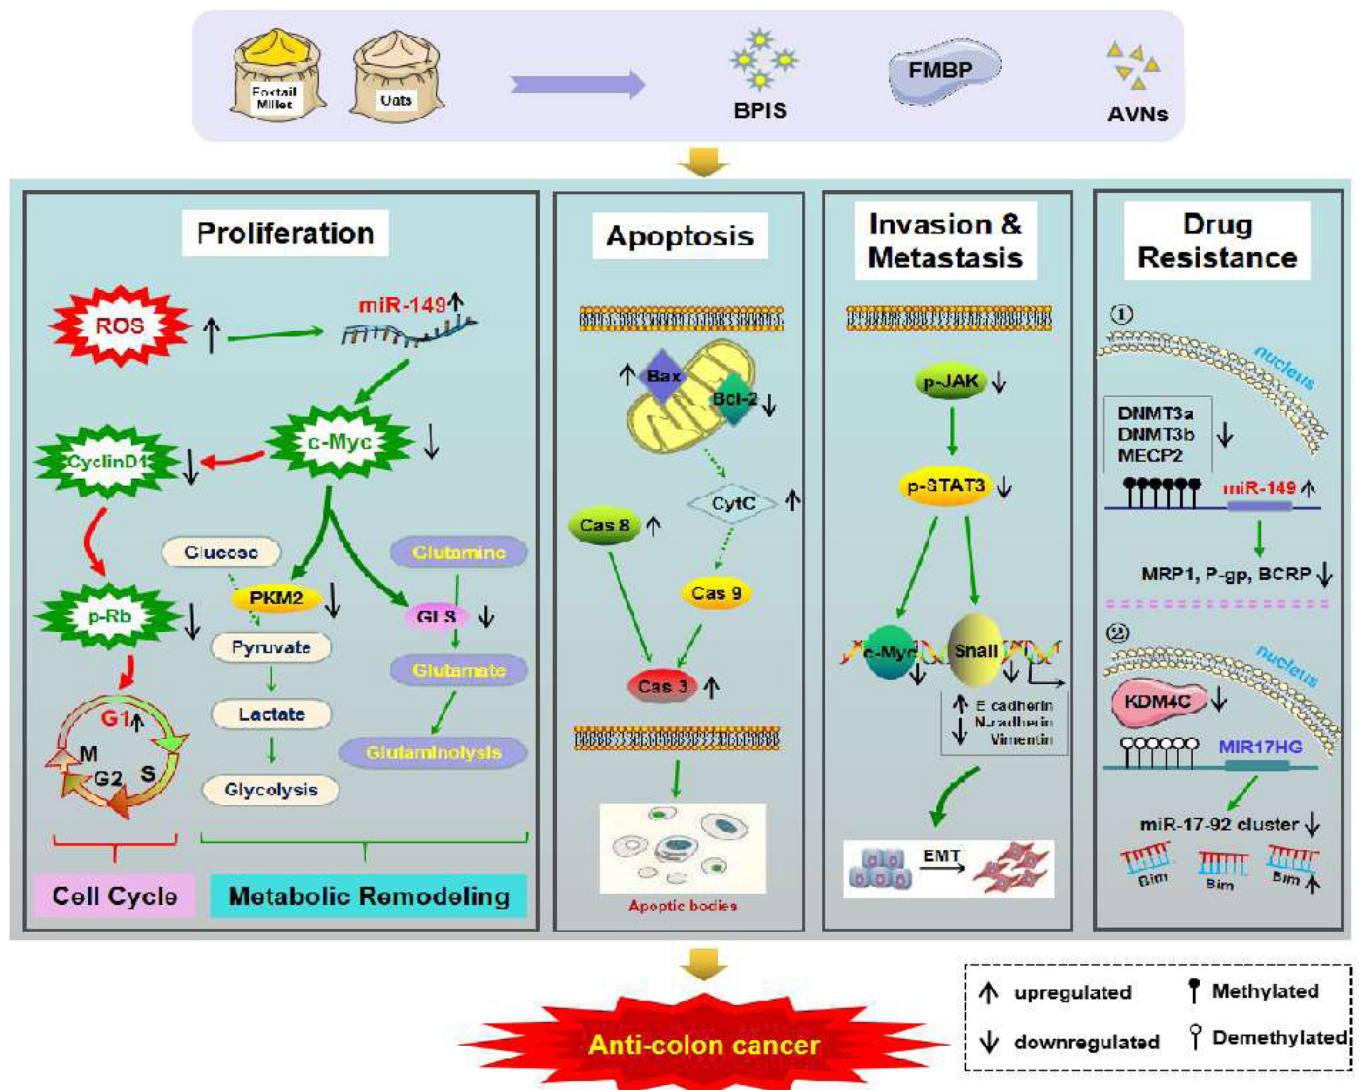 Foxtail
Millet
Oats
BPIS
FMBP
AVNs
Proliferation
ROS
miR-149
c-Myc
CyclinD1
Glucose
Glutamine
PKM2
GLS
p-Rb
Pyruvate
Glutamate
Lactate
Glutaminolysis
Glycolysis
G1
M
G2
S
Cell Cycle
Metabolic Remodeling
Apoptosis
Bax
Bcl-2
CytC
Cas 8
Cas 9
Cas 3
Apoptic bodies
Invasion &
Metastasis
p-JAK
p-STAT3
c-Myc
Snail
E cadherin
N-cadherin
Vimentin
EMT
Drug
Resistance
①
nucleus
DNMT3a
DNMT3b
MECP2
miR-149
MRP1, P-gp, BCRP
②
nucleus
KDM4C
MIR17HG
miR-17-92 cluster
Bim
Bim
Bim
Anti-colon cancer
upregulated
Methylated
downregulated
Demethylated